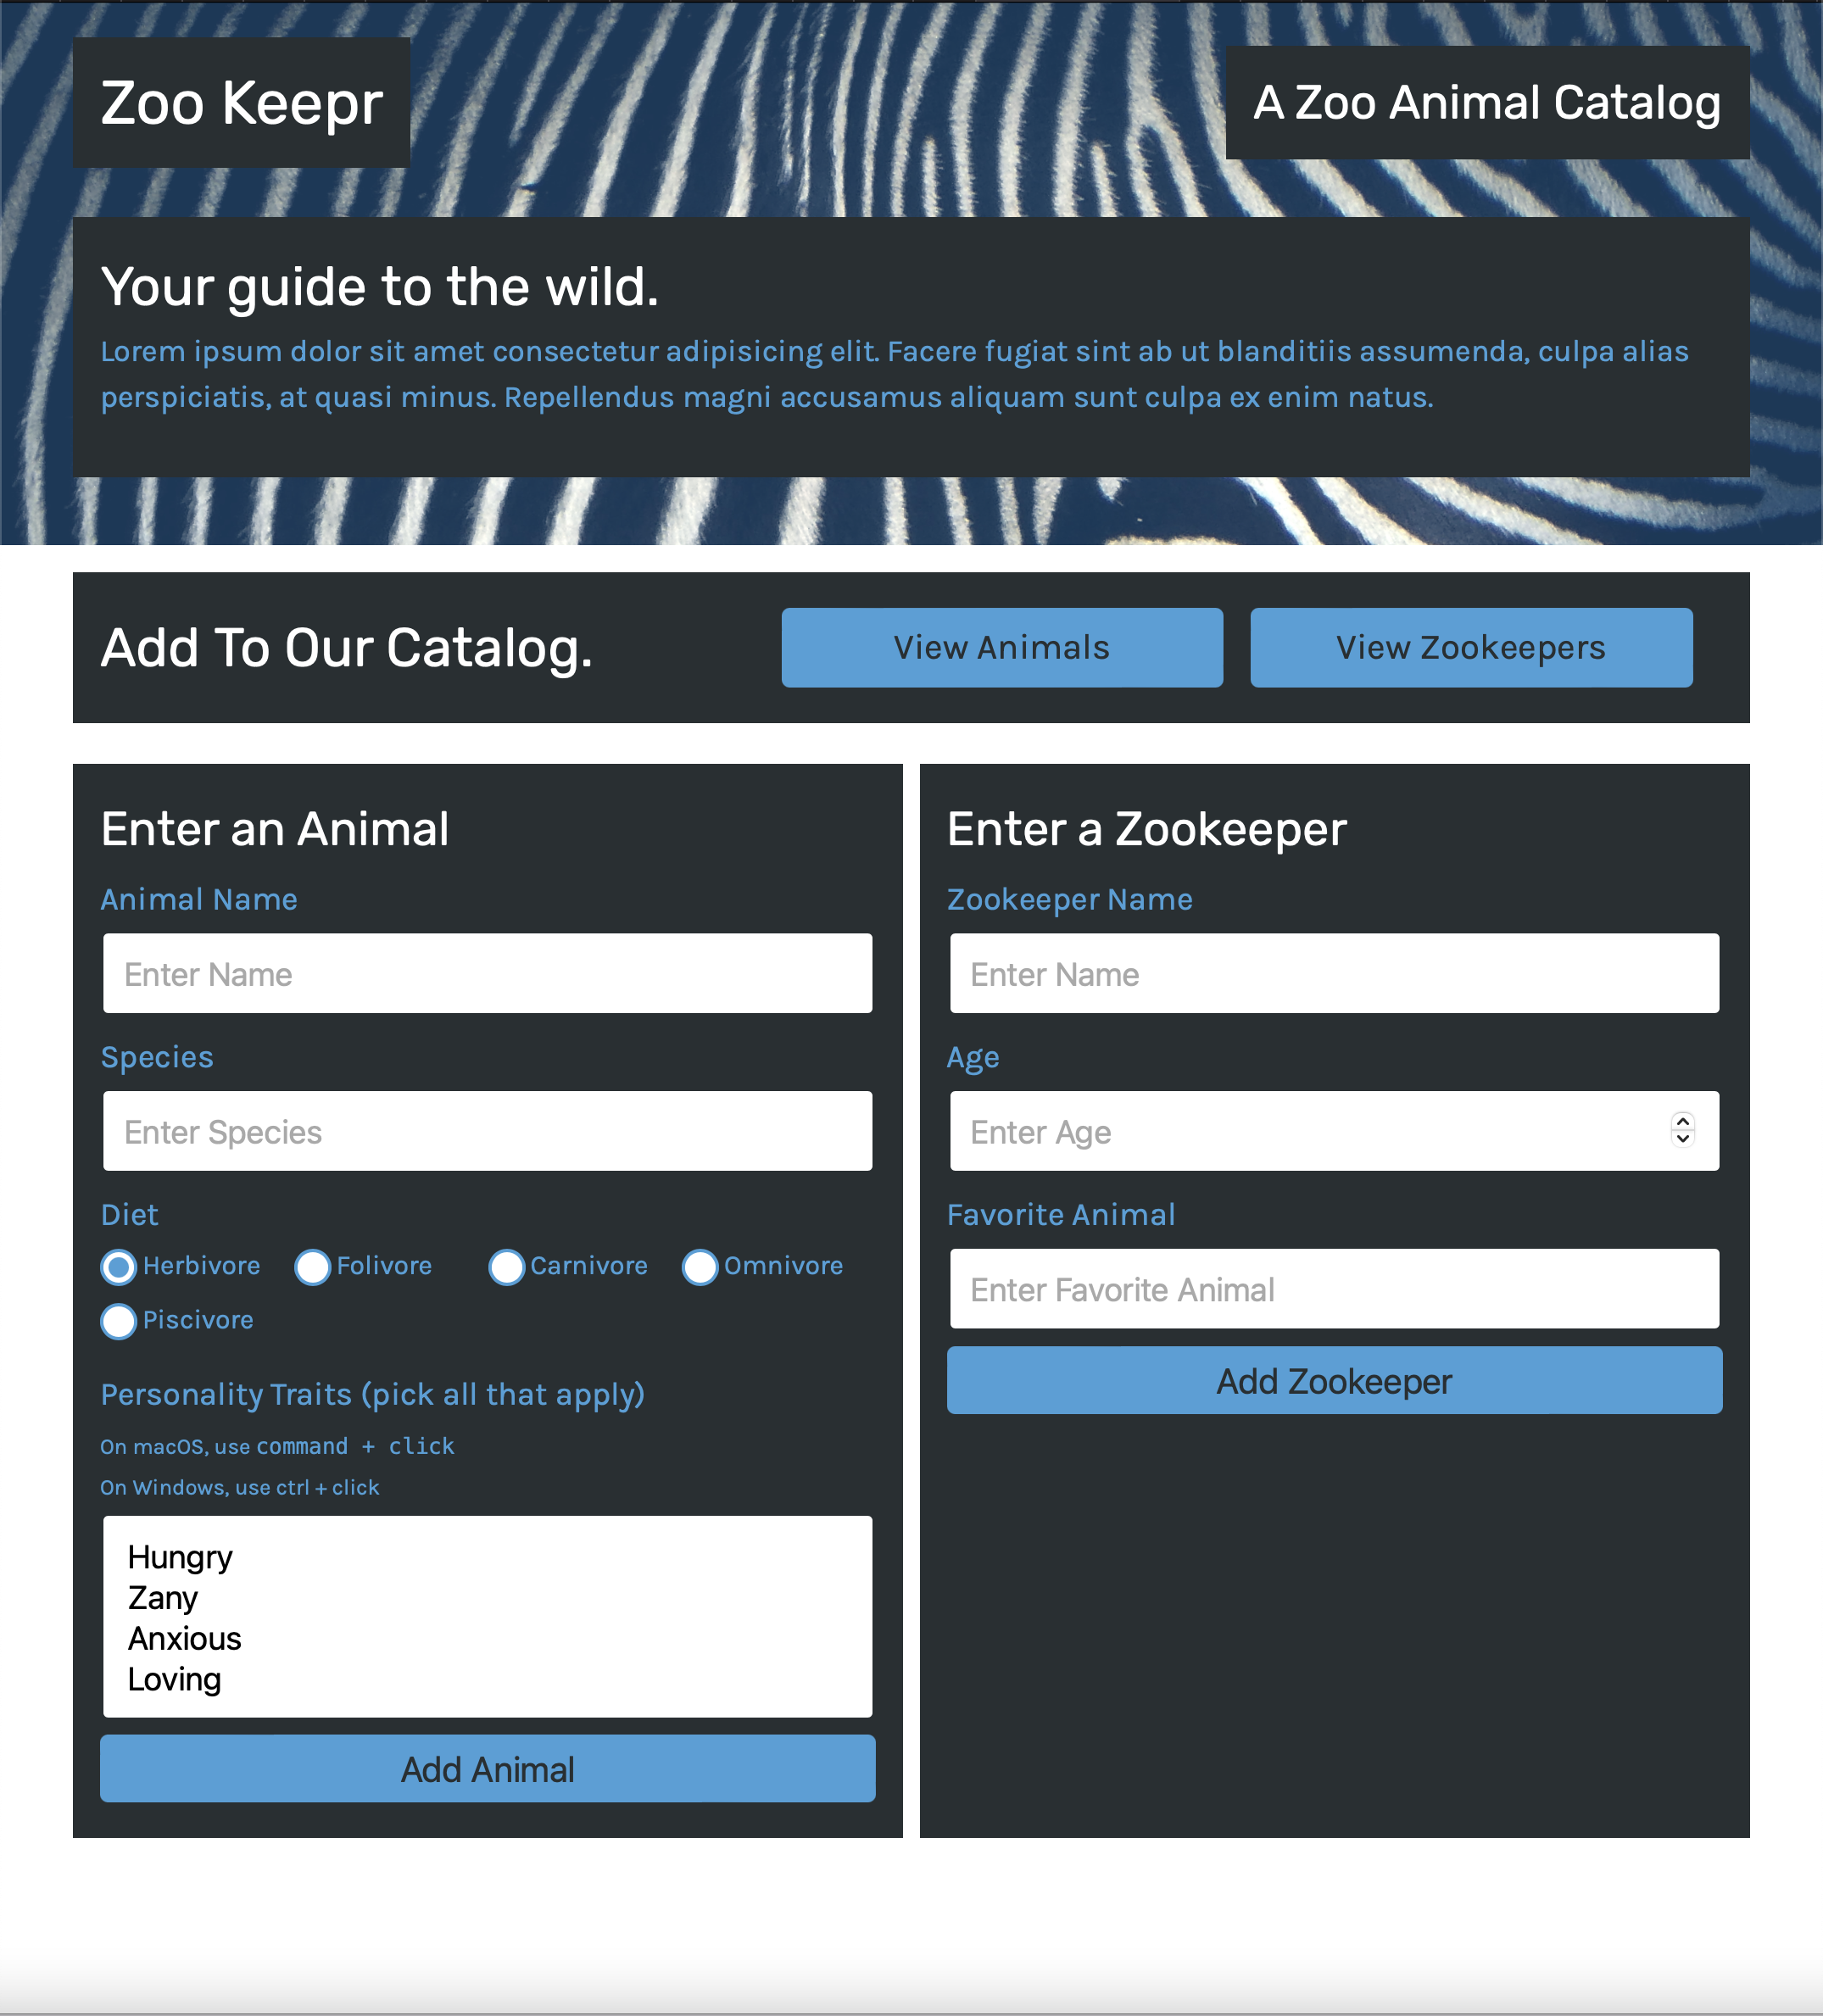 Zoo Keepr
A Zoo Animal Catalog
Your guide to the wild.
Lorem ipsum dolor sit amet consectetur adipisicing elit. Facere fugiat sint ab ut blanditiis assumenda, culpa alias
perspiciatis, at quasi minus. Repellendus magni accusamus aliquam sunt culpa ex enim natus.
Add To Our Catalog.
View Animals
View Zookeepers
Enter an Animal
Animal Name
Enter Name
Species
Enter Species
Diet
Herbivore
Folivore
Carnivore
Omnivore
Piscivore
Personality Traits (pick all that apply)
On macOS, use command + click
On Windows, use ctrl + click
Hungry
Zany
Anxious
Loving
Add Animal
Enter a Zookeeper
Zookeeper Name
Enter Name
Age
Enter Age
Favorite Animal
Enter Favorite Animal
Add Zookeeper